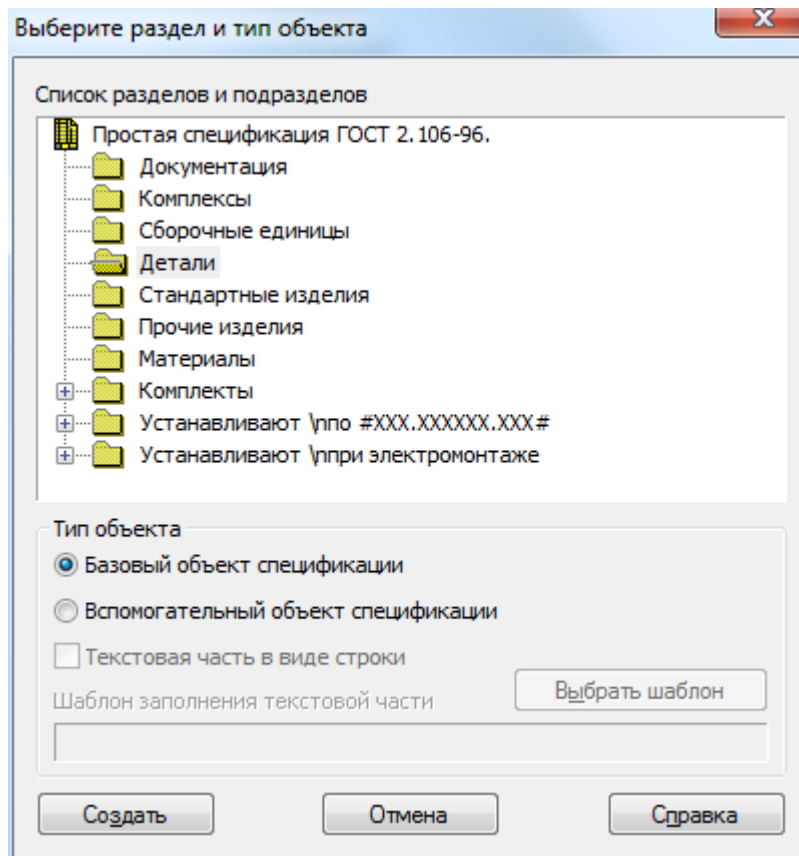 Выберите раздел и тип объекта
Список разделов и подразделов
Простая спецификация ГОСТ 2.106-96.
Документация
Комплексы
Сборочные единицы
Детали
Стандартные изделия
Прочие изделия
Материалы
Комплекты
Устанавливают \nпо #XXX.XXXXXX.XXX#
Устанавливают \nпри электромонтаже
Тип объекта
Базовый объект спецификации
Вспомогательный объект спецификации
Текстовая часть в виде строки
Шаблон заполнения текстовой части
Выбрать шаблон
Создать Отмена Справка